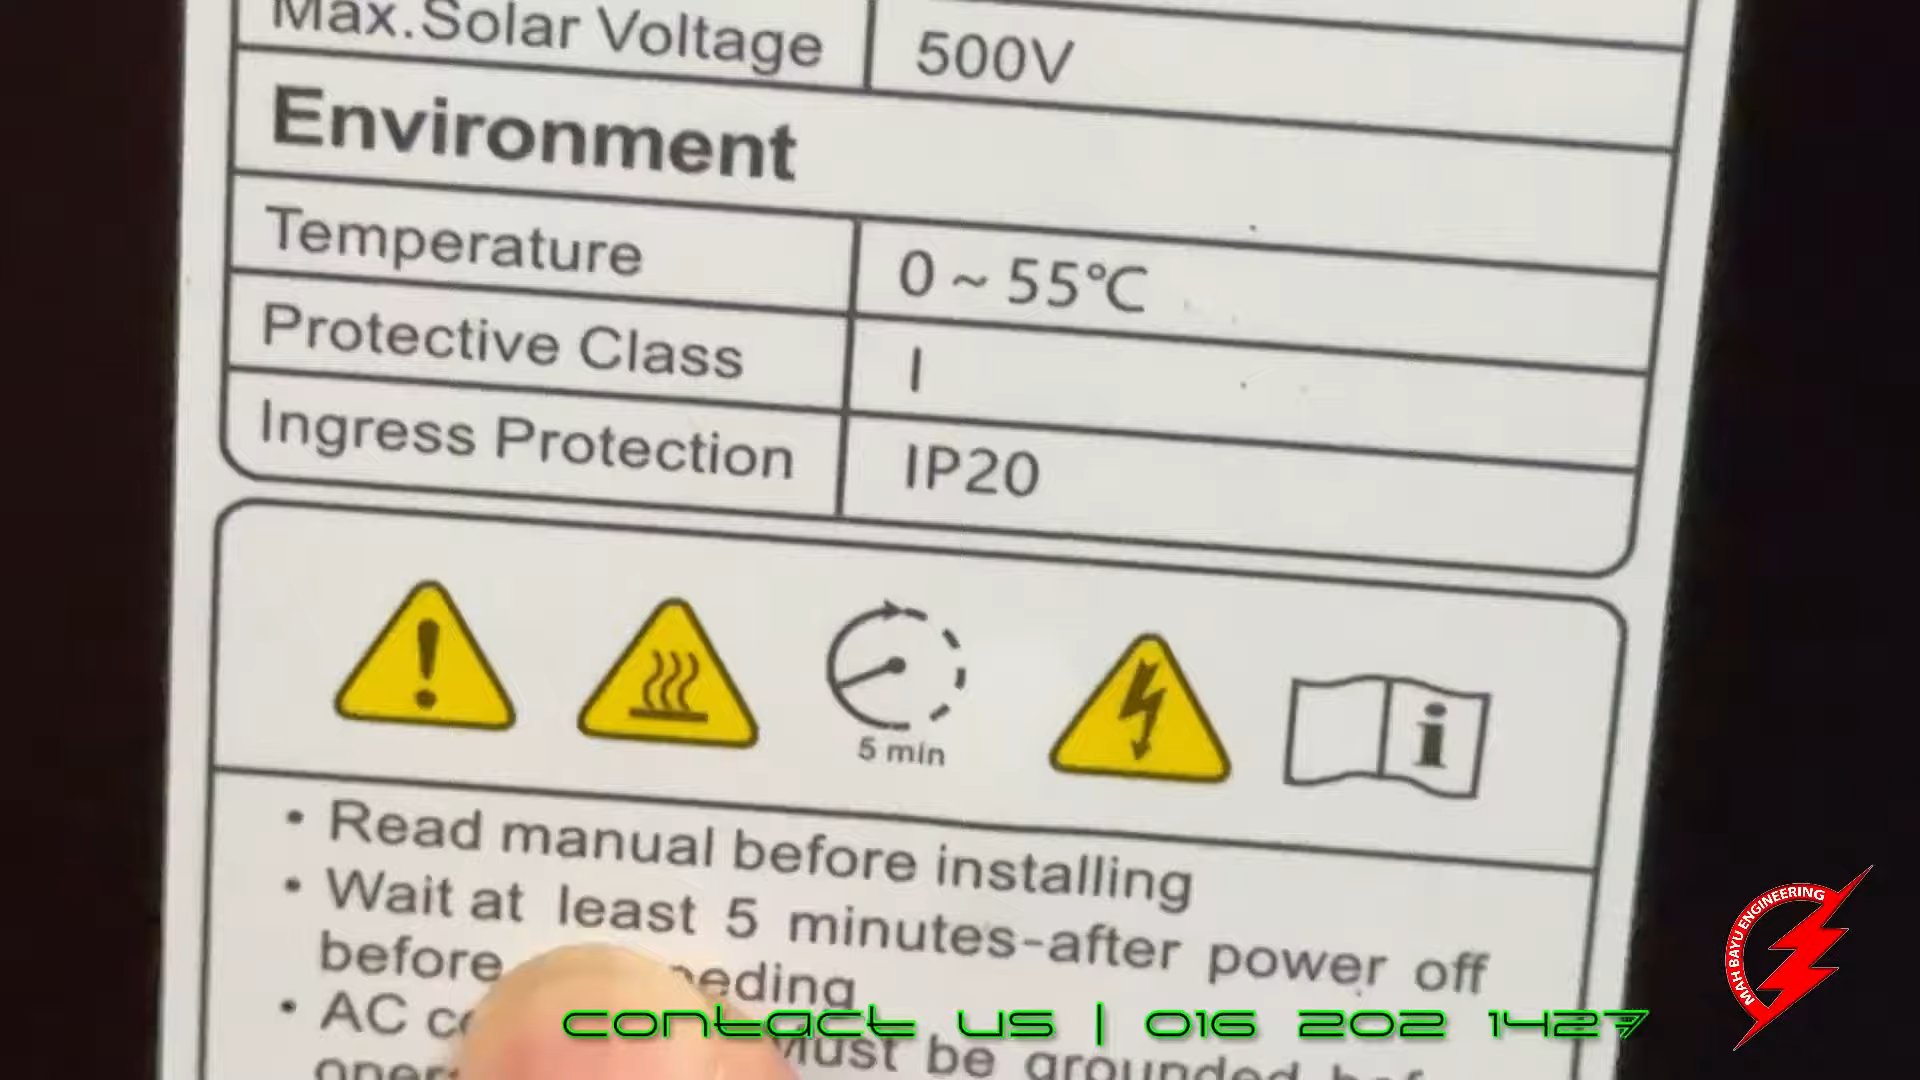 Max.Solar Voltage 500V
Environment
Temperature 0 ~ 55°C
Protective Class I
Ingress Protection IP20
5 min
i
• Read manual before installing
• Wait at least 5 minutes-after power off
before
• AC
Must be grounded
contact us | 016 202 1427
MAH BAYU ENGINEERING